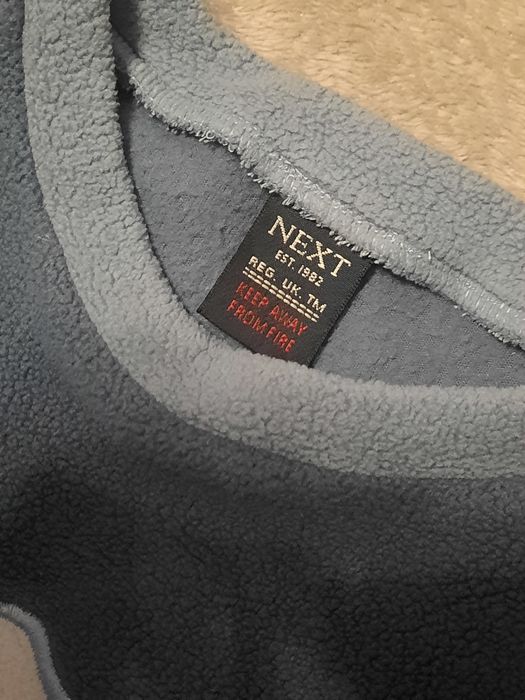 NEXT
EST. 1982
REG. UK. TM
KEEP AWAY
FROM FIRE